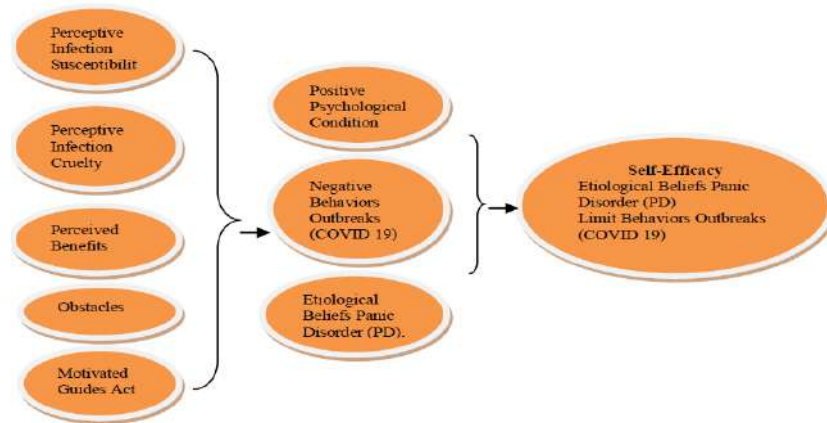 Perceptive
Infection
Susceptibilit
Perceptive
Infection
Cruelty
Perceived
Benefits
Obstacles
Motivated
Guides Act
Positive
Psychological
Condition
Negative
Behaviors
Outbreaks
(COVID 19)
Etiological
Beliefs Panic
Disorder (PD).
Self-Efficacy
Etiological Beliefs Panic
Disorder (PD)
Limit Behaviors Outbreaks
(COVID 19)